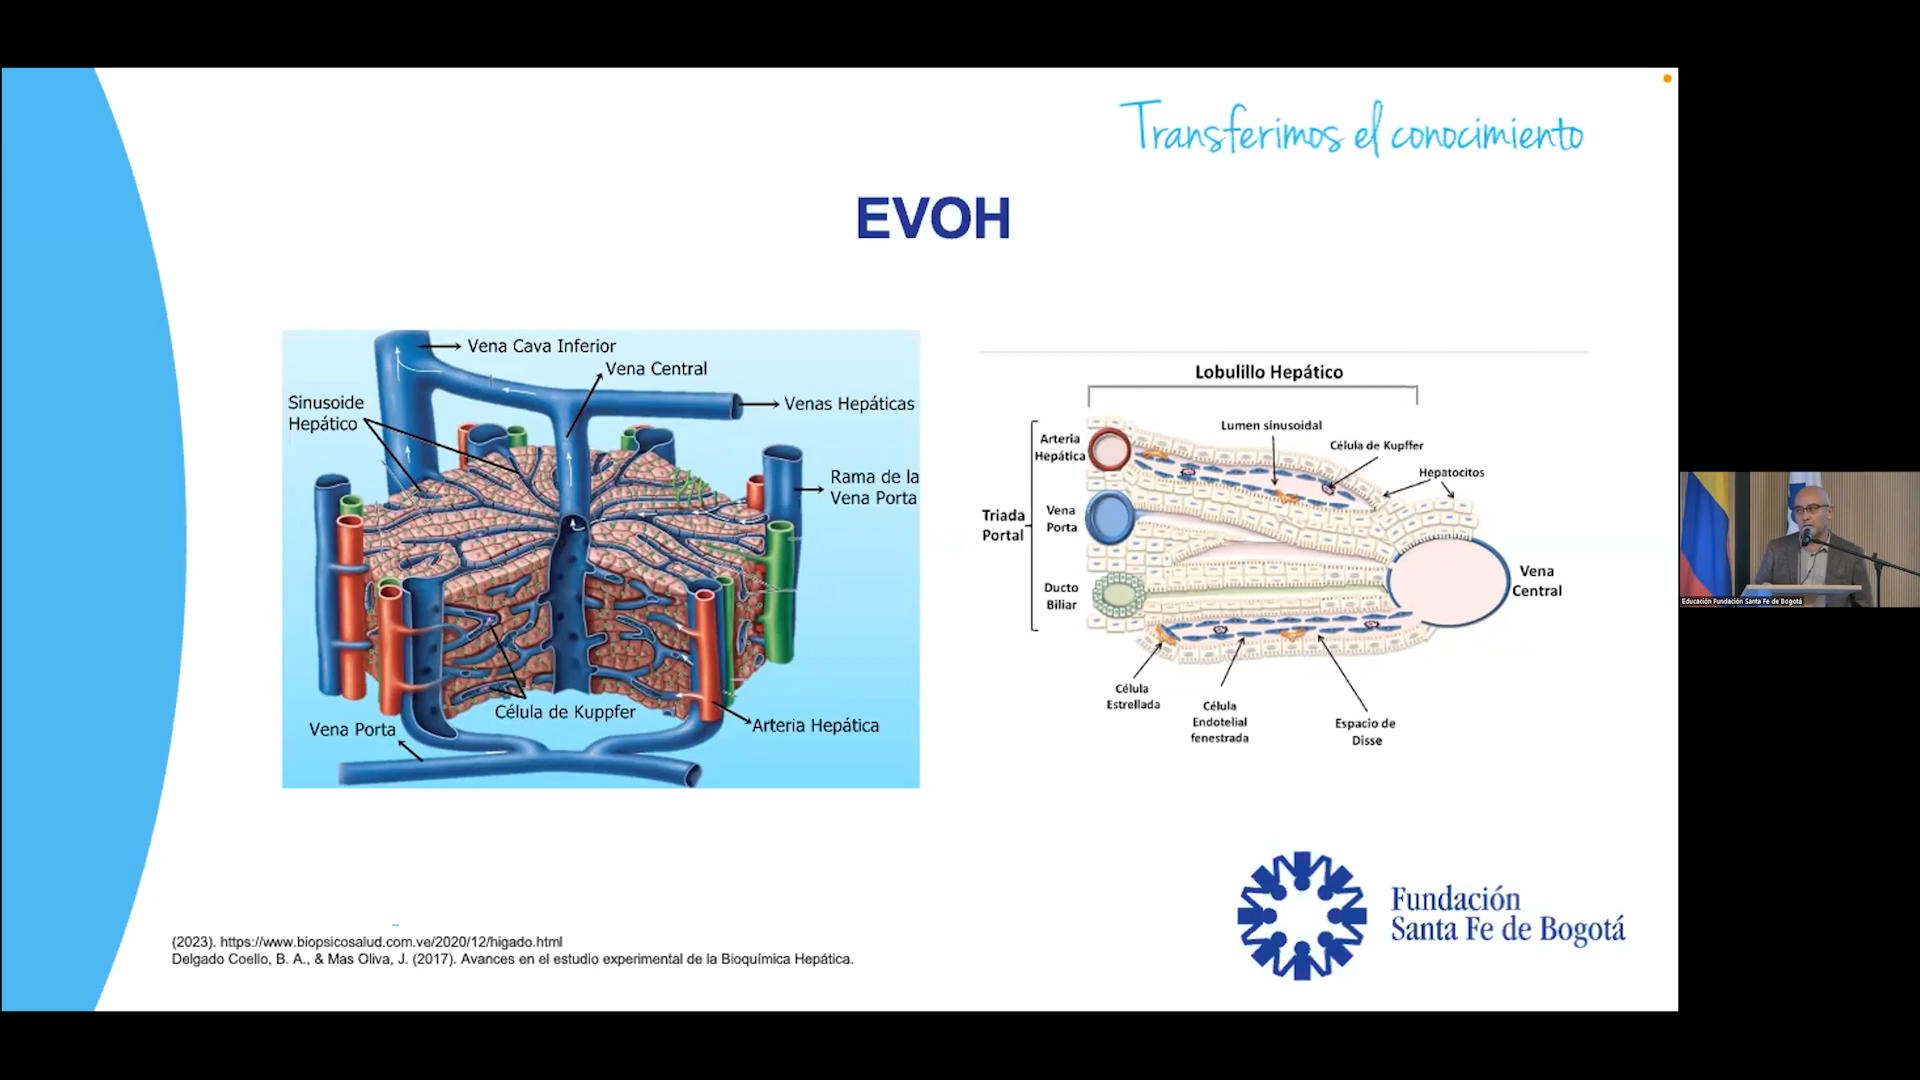 Transferimos el conocimiento
EVOH
Vena Cava Inferior
Vena Central
Venas Hepáticas
Sinusoide
Hepático
Rama de la
Vena Porta
Célula de Kuppfer
Vena Porta
Arteria Hepática
Lobulillo Hepático
Lumen sinusoidal
Célula de Kupffer
Hepatocitos
Arteria
Hepática
Vena
Porta
Triada
Portal
Ducto
Biliar
Vena
Central
Célula
Estrellada
Célula
Endotelial
fenestrada
Espacio de
Disse
(2023). https://www.biopsicosalud.com.ve/2020/12/higado.html
Delgado Coello, B. A., & Mas Oliva, J. (2017). Avances en el estudio experimental de la Bioquímica Hepática.
Fundación
Santa Fe de Bogotá
Educación Fundación Santa Fe de Bogotá